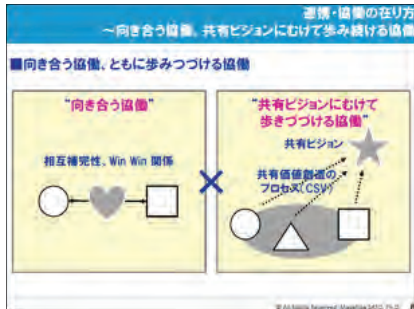 連携・協働の在り方
～向き合う協働、共有ビジョンにむけて歩み続ける協働
■向き合う協働、ともに歩みつづける協働
“向き合う協働”
相互補完性、Win Win 関係
×
“共有ビジョンにむけて
歩きづづける協働”
共有ビジョン
共有価値創造の
プロセス(CSV)
© All Rights Reserved